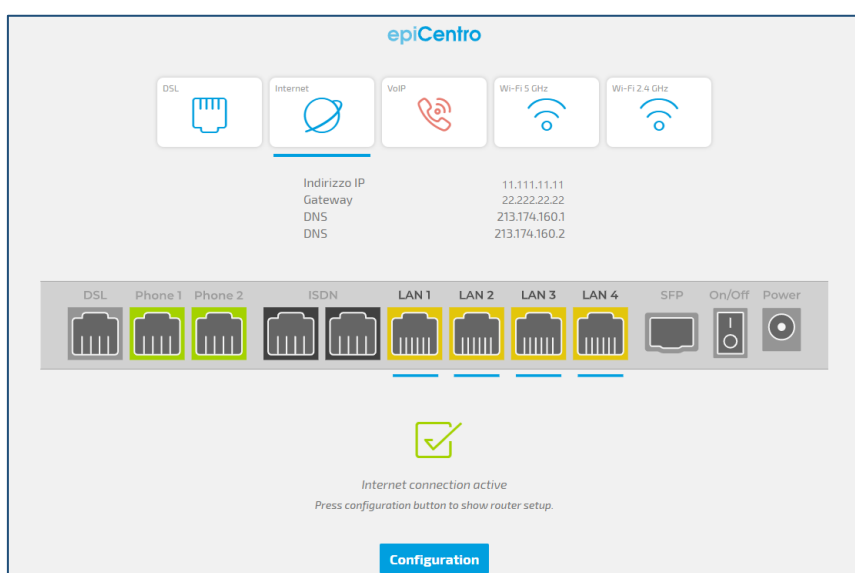 epiCentro
DSL Internet VoIP Wi-Fi 5 GHz Wi-Fi 2.4 GHz
Indirizzo IP 11.111.11.11
Gateway 22.222.22.22
DNS 213.174.160.1
DNS 213.174.160.2
DSL Phone 1 Phone 2 ISDN LAN 1 LAN 2 LAN 3 LAN 4 SFP On/Off Power
Internet connection active
Press configuration button to show router setup.
Configuration